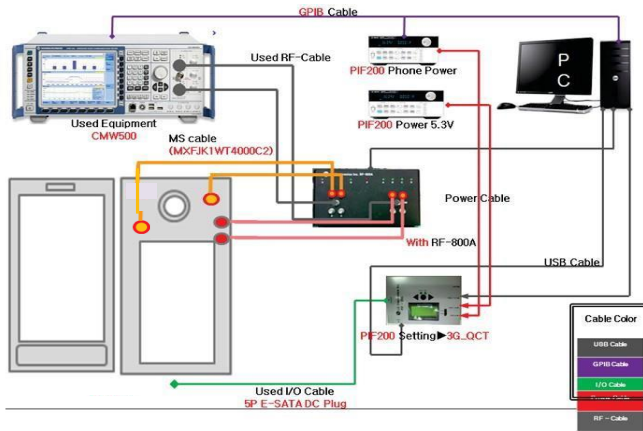 GPIB Cable
Used RF-Cable
PIF200 Phone Power
P
C
Used Equipment
CMW500
PIF200 Power 5.3V
MS cable
(MXFJK1WT4000C2)
Power Cable
With RF-800A
USB Cable
Cable Color
PIF200 Setting▶3G_QCT
USB Cable
GPIB Cable
I/O Cable
Used I/O Cable
5P E-SATA DC Plug
RF - Cable